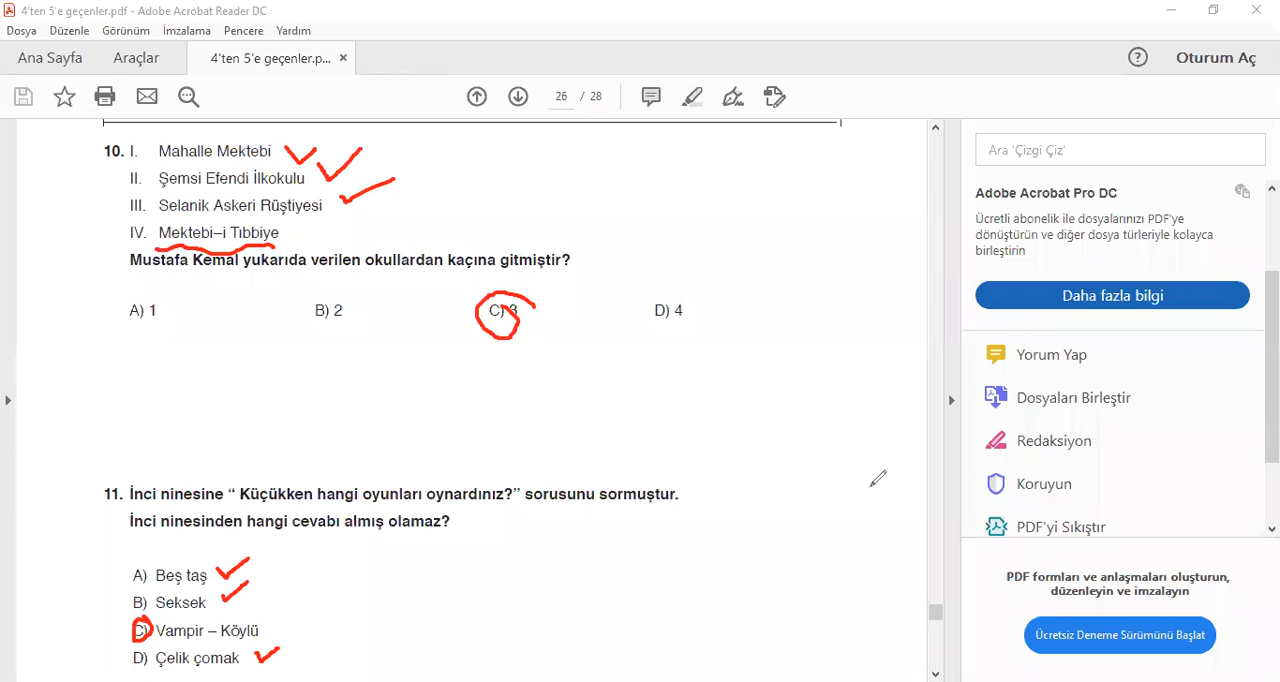 4'ten 5'e geçenler.pdf - Adobe Acrobat Reader DC
Dosya Düzenle Görünüm İmzalama Pencere Yardım
Ana Sayfa Araçlar 4'ten 5'e geçenler.p... × Oturum Aç
26 / 28
10. I. Mahalle Mektebi
II. Şemsi Efendi İlkokulu
III. Selanik Askeri Rüştiyesi
IV. Mektebi–i Tıbbiye
Mustafa Kemal yukarıda verilen okullardan kaçına gitmiştir?
A) 1 B) 2 C) 3 D) 4
11. İnci ninesine “ Küçükken hangi oyunları oynardınız?” sorusunu sormuştur.
İnci ninesinden hangi cevabı almış olamaz?
A) Beş taş
B) Seksek
C) Vampir – Köylü
D) Çelik çomak
Ara 'Çizgi Çiz'
Adobe Acrobat Pro DC
Ücretli abonelik ile dosyalarınızı PDF'ye
dönüştürün ve diğer dosya türleriyle kolayca
birleştirin
Daha fazla bilgi
Yorum Yap
Dosyaları Birleştir
Redaksiyon
Koruyun
PDF'yi Sıkıştır
PDF formları ve anlaşmaları oluşturun,
düzenleyin ve imzalayın
Ücretsiz Deneme Sürümünü Başlat